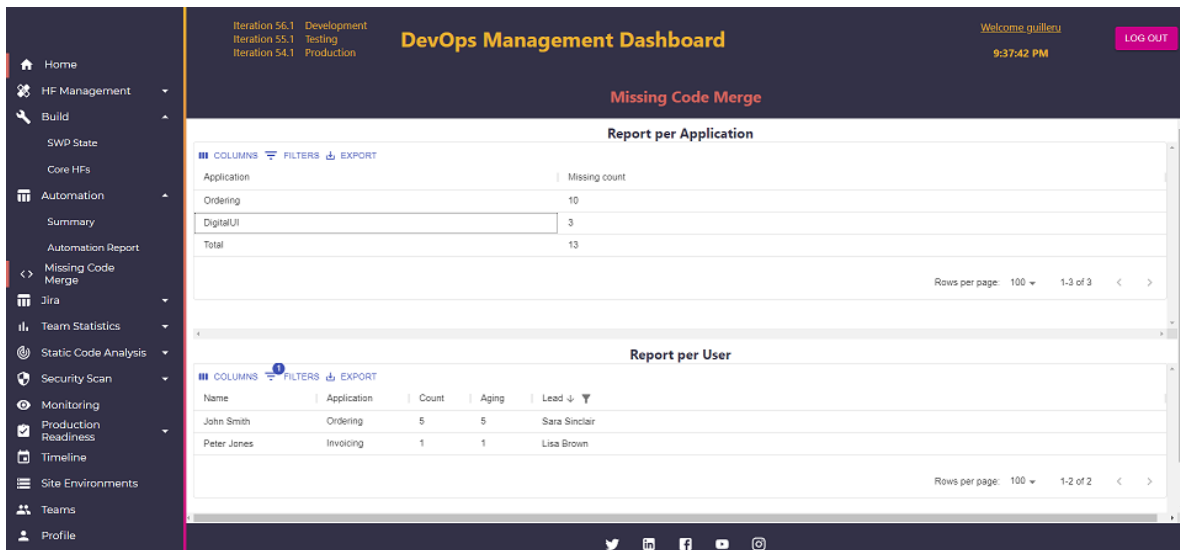 Iteration 56.1 Development
Iteration 55.1 Testing
Iteration 54.1 Production
DevOps Management Dashboard
Welcome guilleru
9:37:42 PM
LOG OUT
Home
HF Management
Build
SWP State
Core HFs
Automation
Summary
Automation Report
Missing Code
Merge
Jira
Team Statistics
Static Code Analysis
Security Scan
Monitoring
Production
Readiness
Timeline
Site Environments
Teams
Profile
Missing Code Merge
Report per Application
COLUMNS FILTERS EXPORT
Application Missing count
Ordering 10
DigitalUI 3
Total 13
Rows per page: 100 1-3 of 3
Report per User
COLUMNS 1 FILTERS EXPORT
Name Application Count Aging Lead
John Smith Ordering 5 5 Sara Sinclair
Peter Jones Invoicing 1 1 Lisa Brown
Rows per page: 100 1-2 of 2